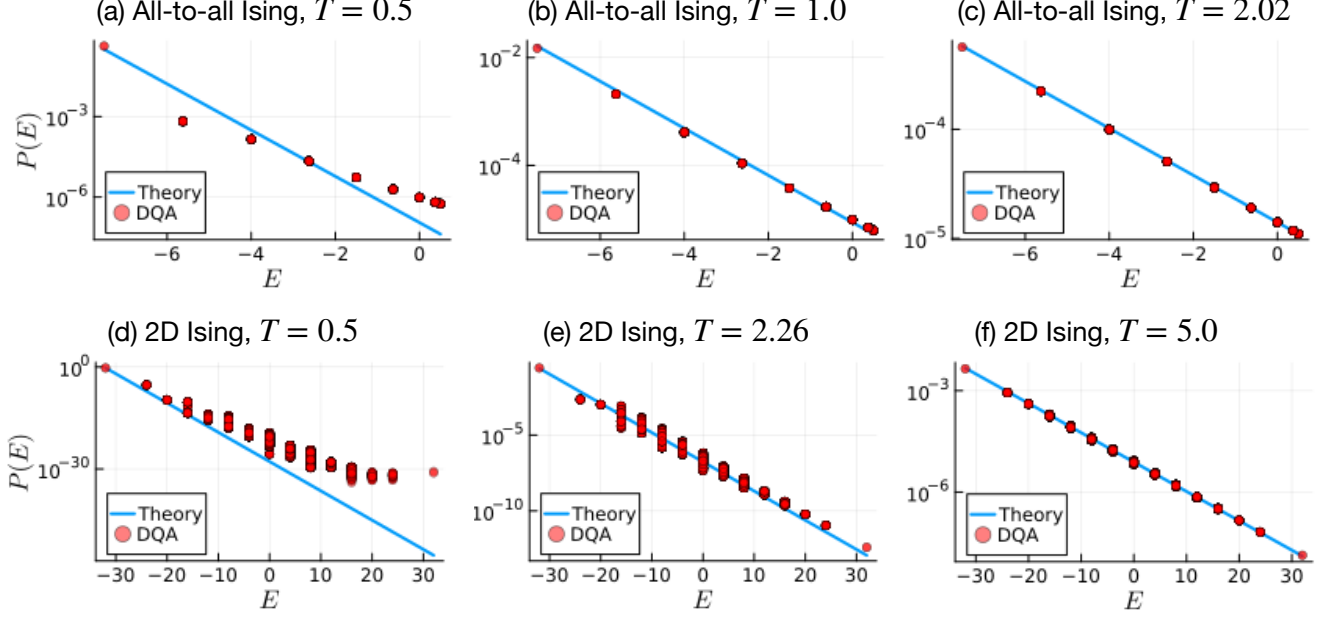 (a) All-to-all Ising, T = 0.5
P(E)
10^{-3}
10^{-6}
Theory
DQA
−6 −4 −2 0
E
(b) All-to-all Ising, T = 1.0
10^{-2}
10^{-4}
Theory
DQA
−6 −4 −2 0
E
(c) All-to-all Ising, T = 2.02
10^{-4}
10^{-5}
Theory
DQA
−6 −4 −2 0
E
(d) 2D Ising, T = 0.5
P(E)
10^{0}
10^{-30}
Theory
DQA
−30 −20 −10 0 10 20 30
E
(e) 2D Ising, T = 2.26
10^{-5}
10^{-10}
Theory
DQA
−30 −20 −10 0 10 20 30
E
(f) 2D Ising, T = 5.0
10^{-3}
10^{-6}
Theory
DQA
−30 −20 −10 0 10 20 30
E